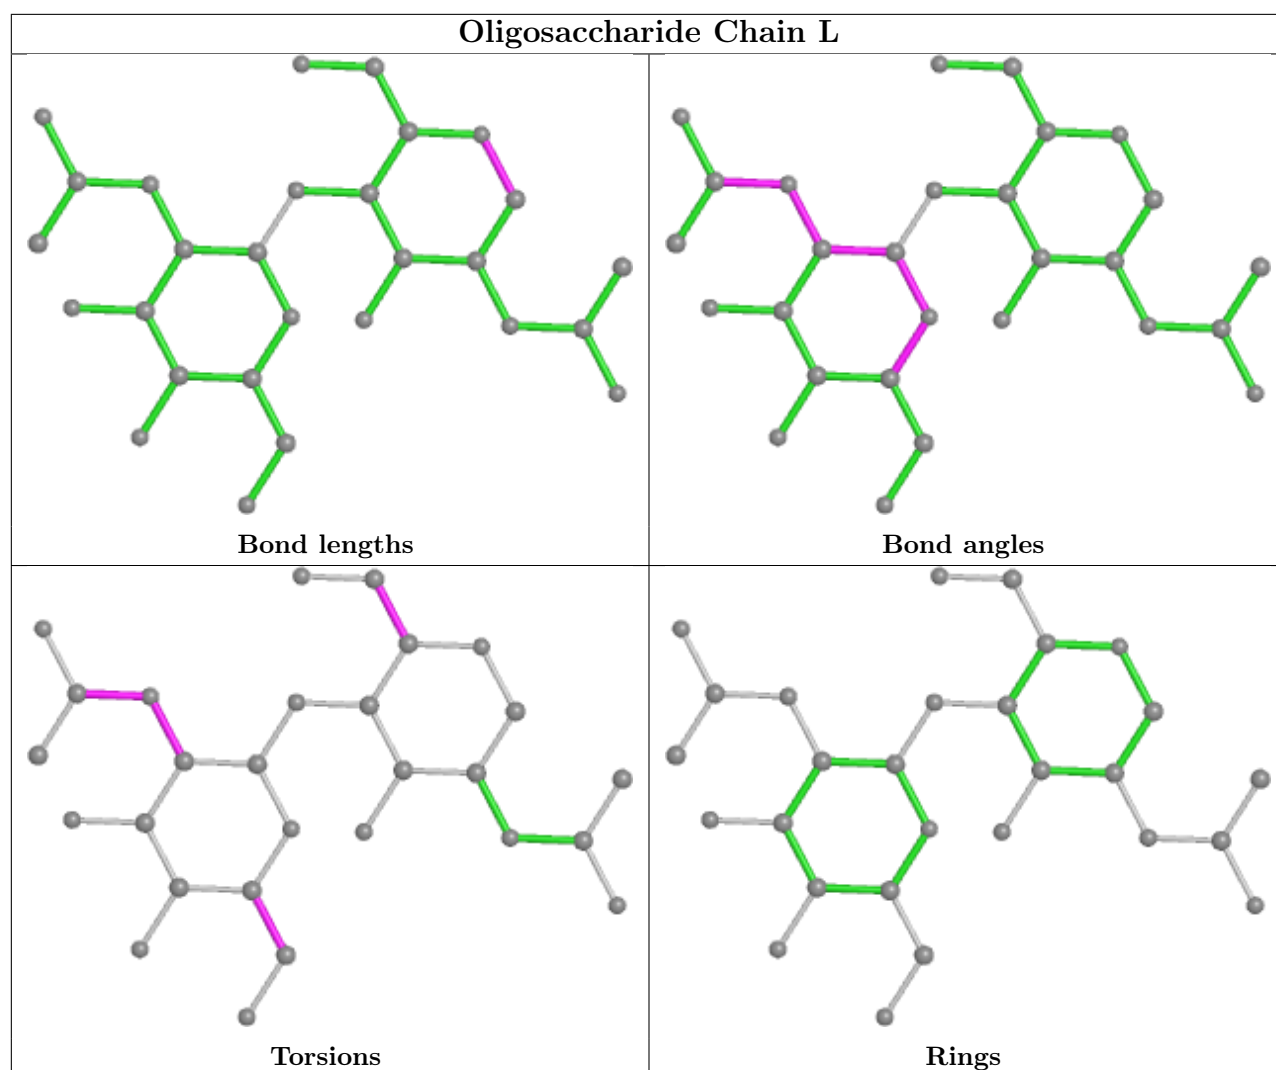 Oligosaccharide Chain L
Bond lengths
Bond angles
Torsions
Rings